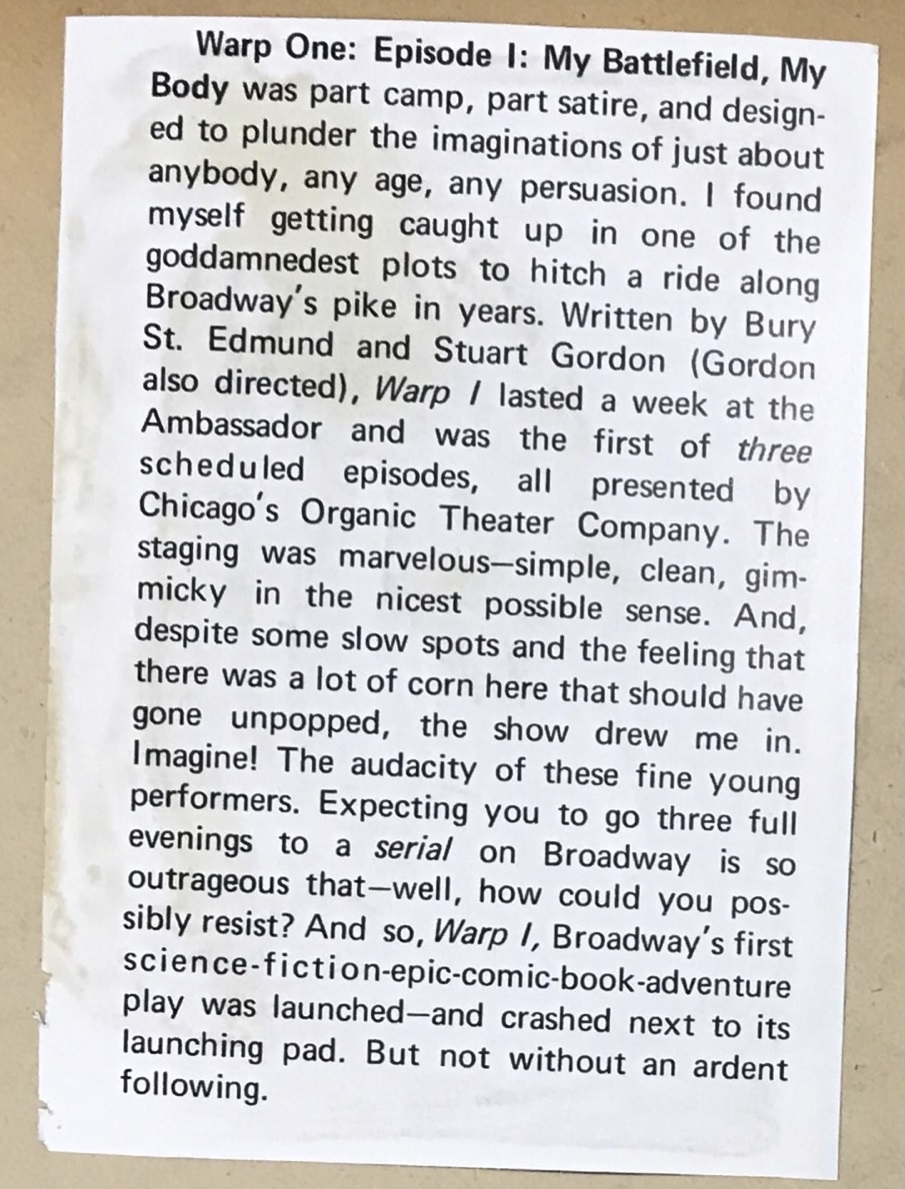 Warp One: Episode I: My Battlefield, My
Body was part camp, part satire, and design-
ed to plunder the imaginations of just about
anybody, any age, any persuasion. I found
myself getting caught up in one of the
goddamnedest plots to hitch a ride along
Broadway's pike in years. Written by Bury
St. Edmund and Stuart Gordon (Gordon
also directed), Warp I lasted a week at the
Ambassador and was the first of three
scheduled episodes, all presented by
Chicago's Organic Theater Company. The
staging was marvelous—simple, clean, gim-
micky in the nicest possible sense. And,
despite some slow spots and the feeling that
there was a lot of corn here that should have
gone unpopped, the show drew me in.
Imagine! The audacity of these fine young
performers. Expecting you to go three full
evenings to a serial on Broadway is so
outrageous that—well, how could you pos-
sibly resist? And so, Warp I, Broadway's first
science-fiction-epic-comic-book-adventure
play was launched—and crashed next to its
launching pad. But not without an ardent
following.